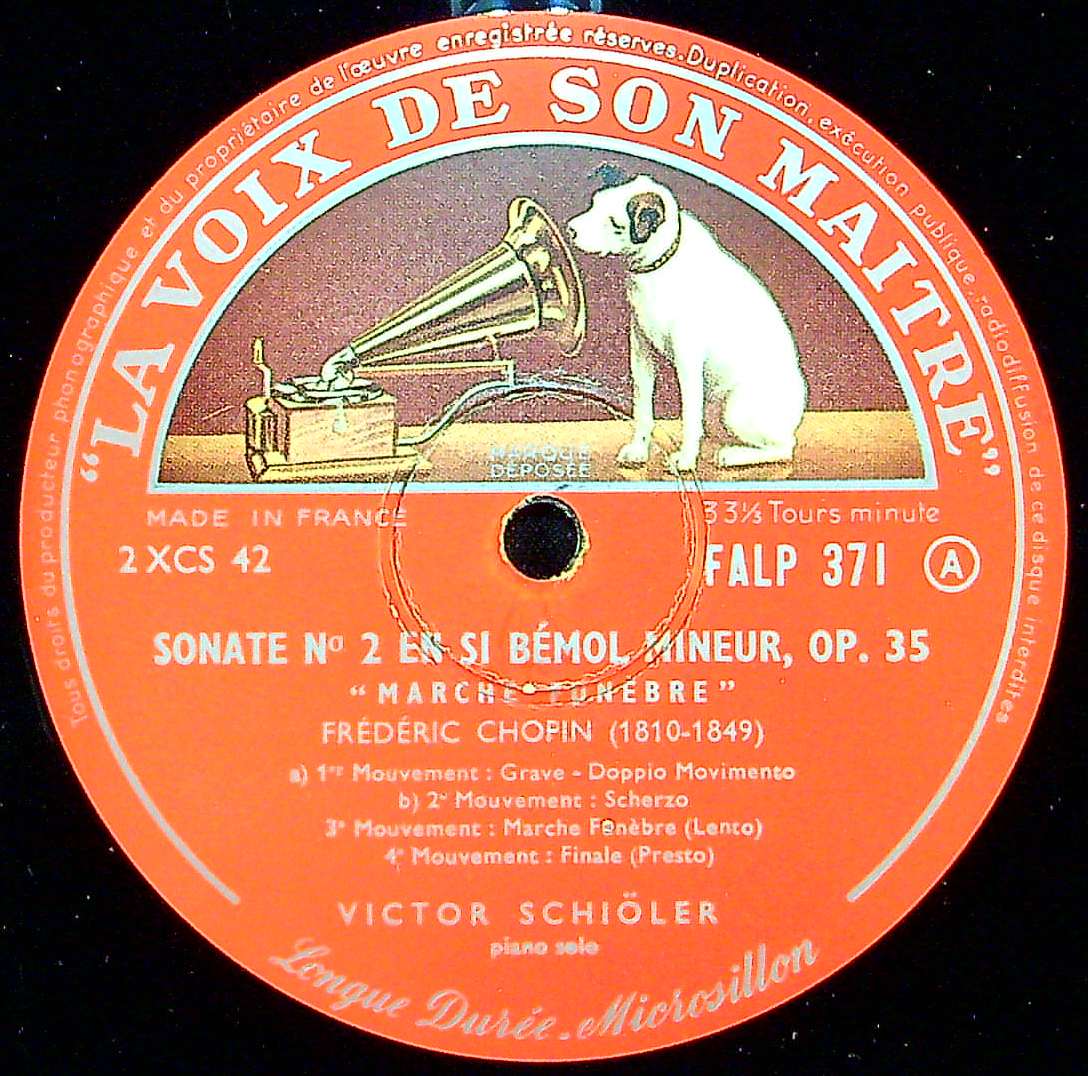 Tous droits du producteur phonographique et du propriétaire de l'œuvre enregistrée réservés. Duplication, exécution publique, radiodiffusion de ce disque interdites
“LA VOIX DE SON MAITRE”
MARQUE
DÉPOSÉE
MADE IN FRANCE
33⅓ Tours minute
2 XCS 42
FALP 371 A
SONATE Nº 2 EN SI BÉMOL MINEUR, OP. 35
“MARCHE FUNÈBRE”
FRÉDÉRIC CHOPIN (1810-1849)
a) 1er Mouvement : Grave - Doppio Movimento
b) 2e Mouvement : Scherzo
3e Mouvement : Marche Funèbre (Lento)
4e Mouvement : Finale (Presto)
VICTOR SCHIÖLER
piano solo
Longue Durée - Microsillon